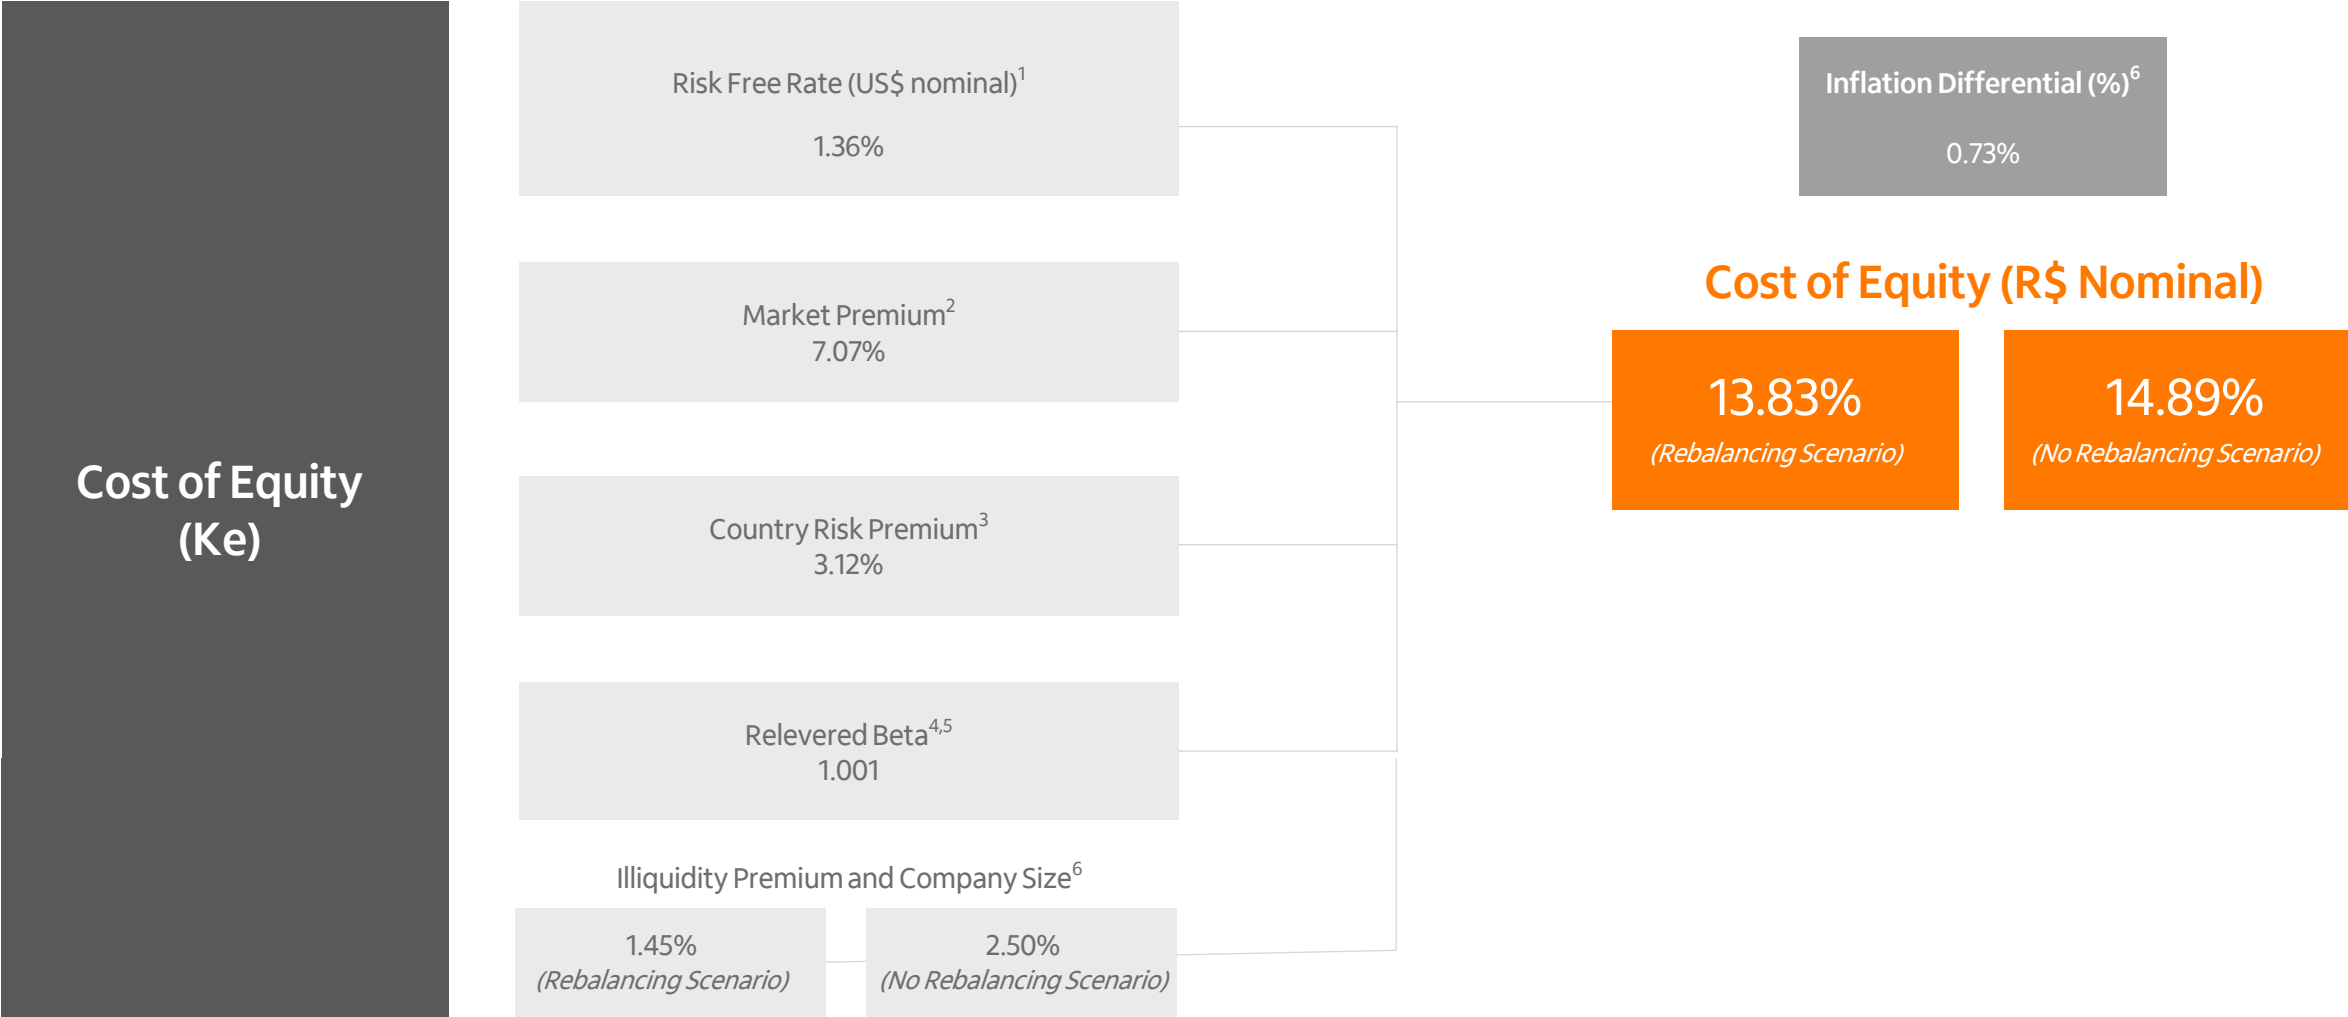 Cost of Equity
(Ke)
Risk Free Rate (US$ nominal)1
1.36%
Market Premium2
7.07%
Country Risk Premium3
3.12%
Relevered Beta4,5
1.001
Illiquidity Premium and Company Size6
1.45%
(Rebalancing Scenario)
2.50%
(No Rebalancing Scenario)
Inflation Differential (%)6
0.73%
Cost of Equity (R$ Nominal)
13.83%
(Rebalancing Scenario)
14.89%
(No Rebalancing Scenario)